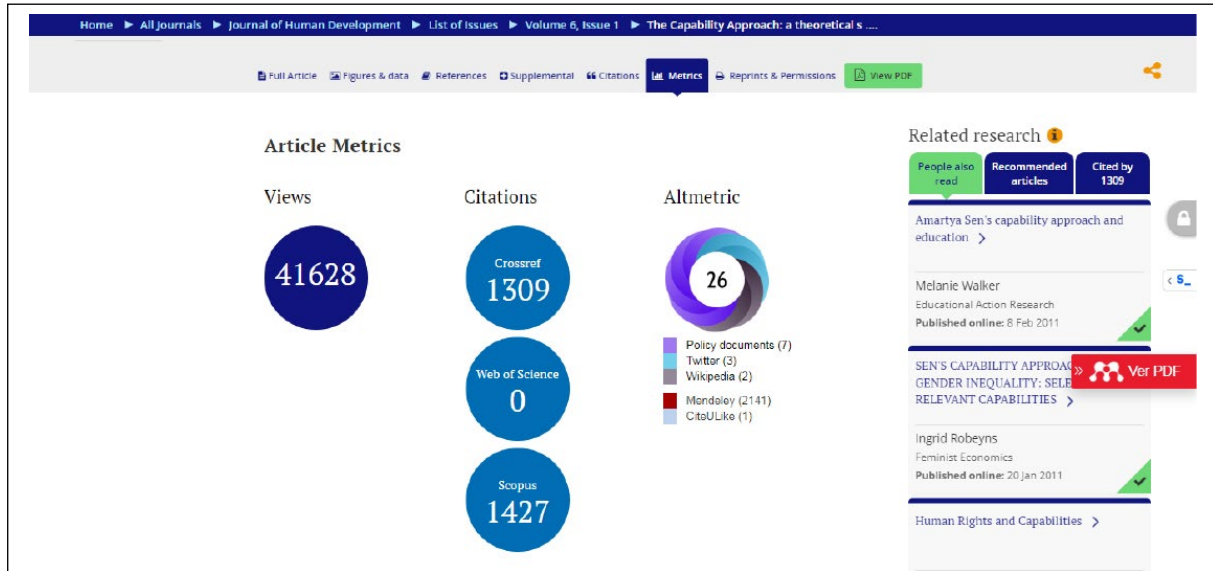 Home ▶ All Journals ▶ Journal of Human Development ▶ List of Issues ▶ Volume 6, Issue 1 ▶ The Capability Approach: a theoretical s ....
Full Article Figures & data References Supplemental Citations Metrics Reprints & Permissions View PDF
Article Metrics
Views
41628
Citations
Crossref
1309
Web of Science
0
Scopus
1427
Altmetric
26
Policy documents (7)
Twitter (3)
Wikipedia (2)
Mendeley (2141)
CiteULike (1)
Related research
People also
read
Recommended
articles
Cited by
1309
Amartya Sen's capability approach and
education
Melanie Walker
Educational Action Research
Published online: 8 Feb 2011
SEN'S CAPABILITY APPROAC
GENDER INEQUALITY: SELE
RELEVANT CAPABILITIES
Ingrid Robeyns
Feminist Economics
Published online: 20 Jan 2011
Human Rights and Capabilities
S_
» Ver PDF